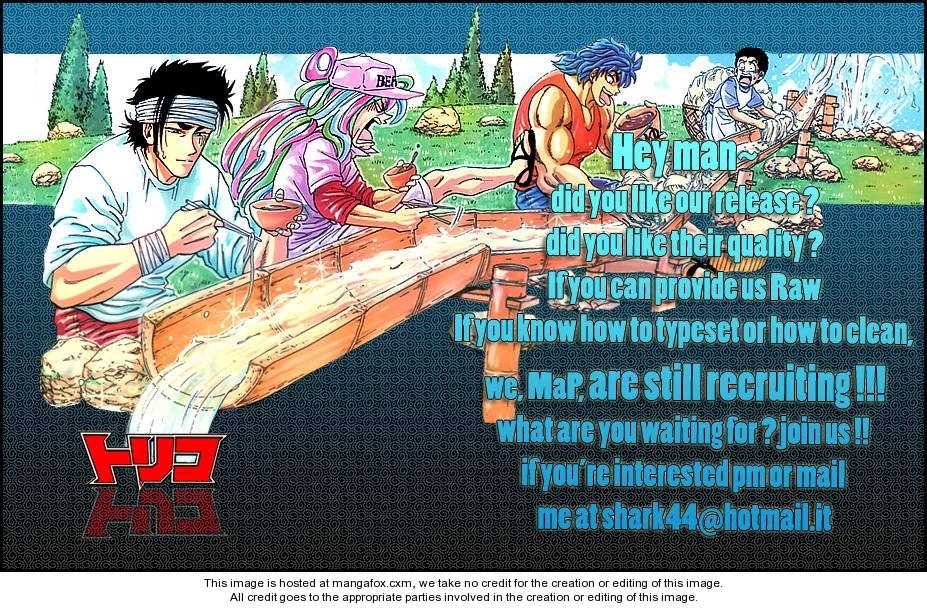 BEA
Hey man~
did you like our release ?
did you like their quality ?
If you can provide us Raw
If you know how to typeset or how to clean,
we, MaP, are still recruiting !!!
what are you waiting for ? join us !!
if you're interested pm or mail
me at shark44@hotmail.it
トリコ
This image is hosted at mangafox.cxm, we take no credit for the creation or editing of this image.
All credit goes to the appropriate parties involved in the creation or editing of this image.